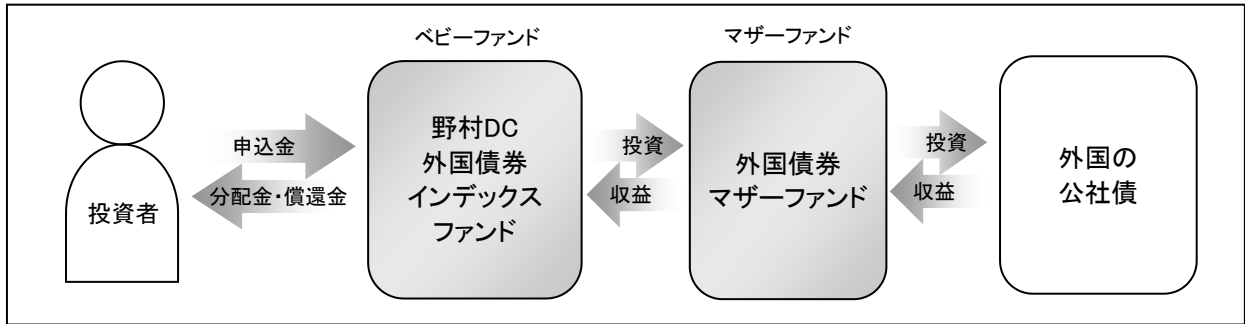 ベビーファンド
マザーファンド
投資者
申込金
分配金・償還金
野村DC
外国債券
インデックス
ファンド
投資
収益
外国債券
マザーファンド
投資
収益
外国の
公社債